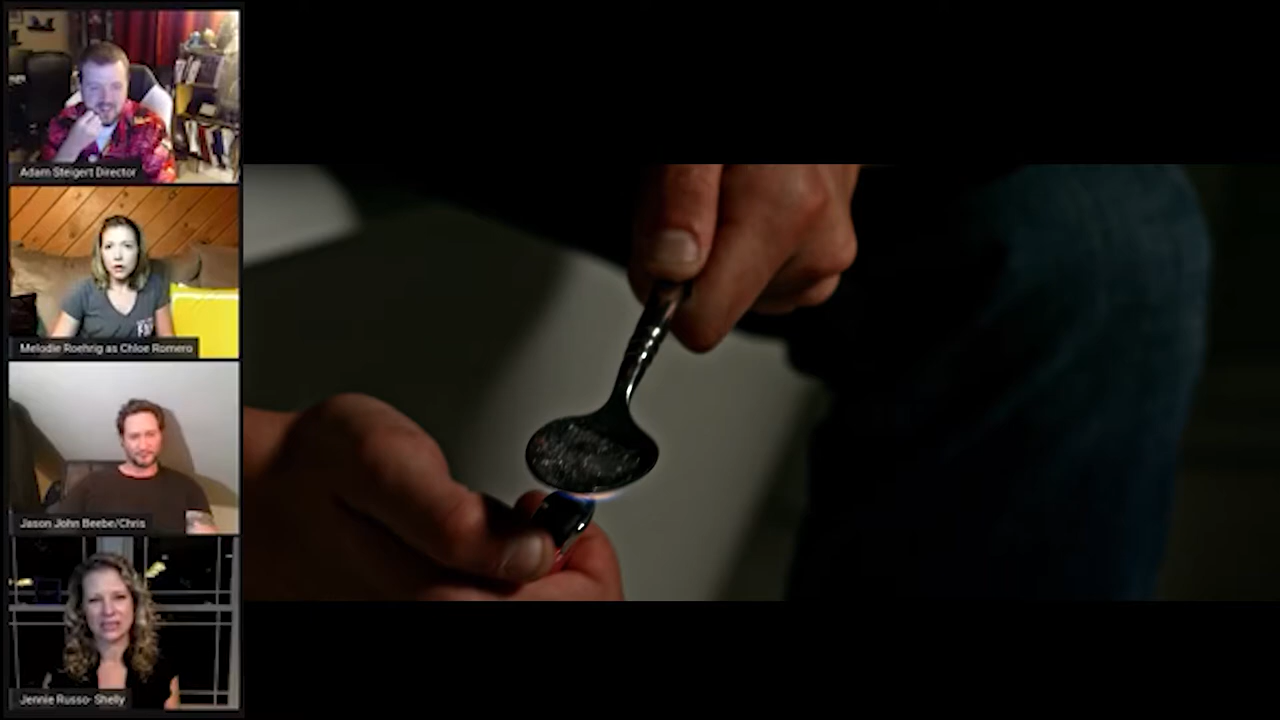 Adam Steigert Director
Melodie Roehrig as Chloe Romero
Jason John Beebe/Chris
Jennie Russo- Shelly